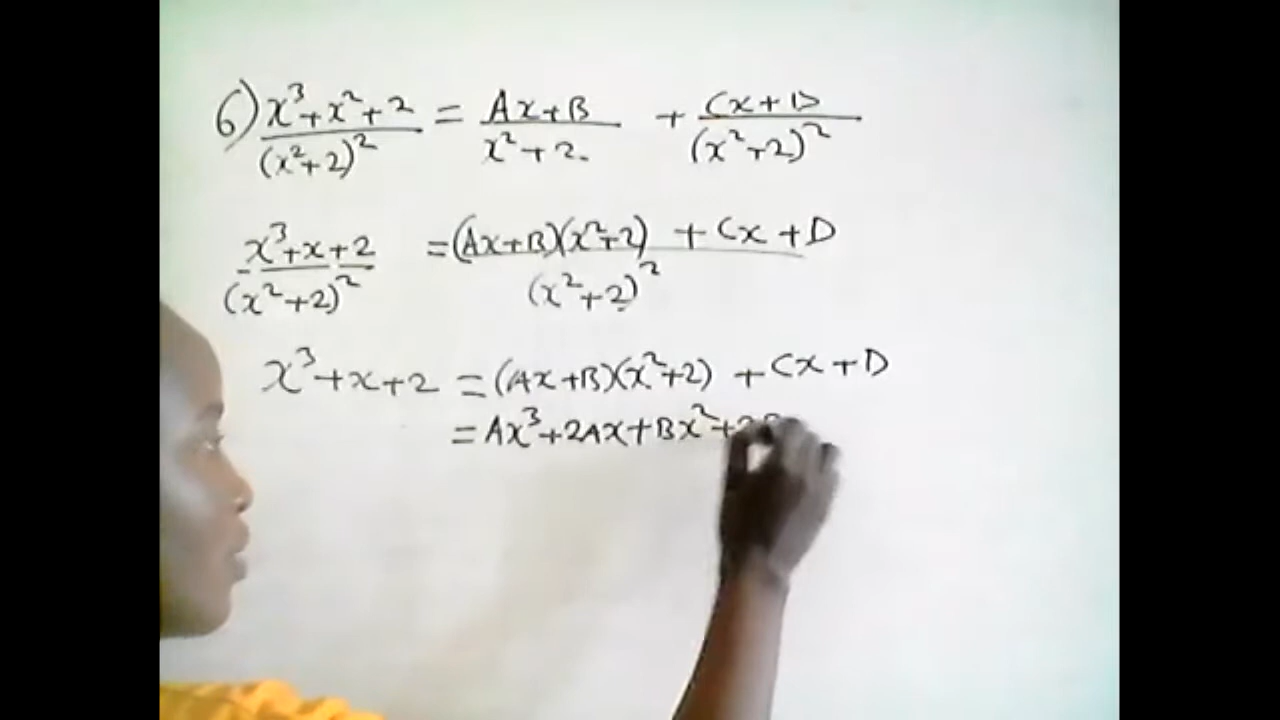 6) x³+x²+2/(x²+2)² = Ax+B/x²+2. + Cx+D/(x²+2)²
x³+x+2/(x²+2)² = (Ax+B)(x²+2) + Cx+D/(x²+2)²
x³+x+2 = (Ax+B)(x²+2) + Cx+D
= Ax³+2Ax+Bx²+2